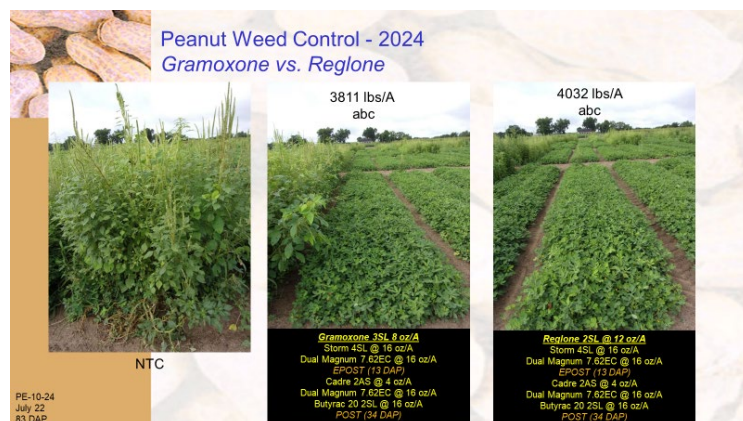 Peanut Weed Control - 2024
Gramoxone vs. Reglone
3811 lbs/A
abc
4032 lbs/A
abc
NTC
Gramoxone 3SL 8 oz/A
Storm 4SL @ 16 oz/A
Dual Magnum 7.62EC @ 16 oz/A
EPOST (13 DAP)
Cadre 2AS @ 4 oz/A
Dual Magnum 7.62EC @ 16 oz/A
Butyrac 20 2SL @ 16 oz/A
POST (34 DAP)
Reglone 2SL @ 12 oz/A
Storm 4SL @ 16 oz/A
Dual Magnum 7.62EC @ 16 oz/A
EPOST (13 DAP)
Cadre 2AS @ 4 oz/A
Dual Magnum 7.62EC @ 16 oz/A
Butyrac 20 2SL @ 16 oz/A
POST (34 DAP)
PE-10-24
July 22
83 DAP